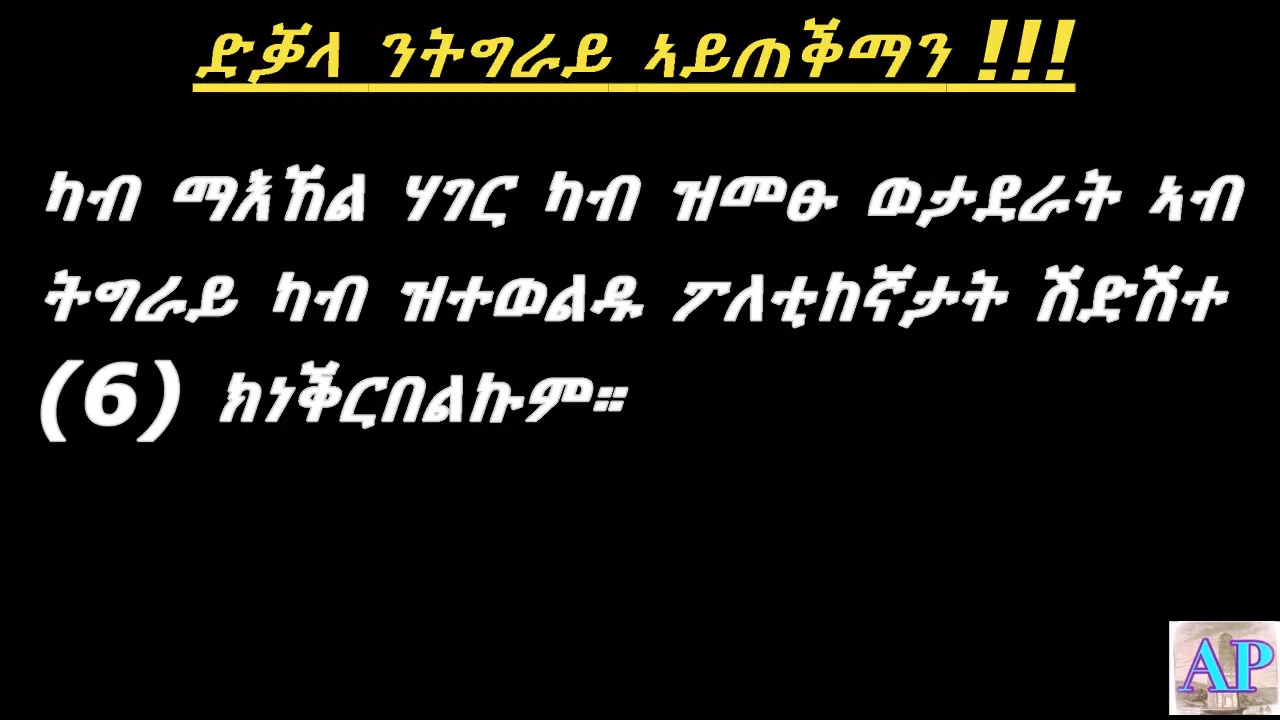 ድቓላ ንትግራይ ኣይጠቕማን !!!
ካብ ማእኸል ሃገር ካብ ዝመፁ ወታደራት ኣብ
ትግራይ ካብ ዝተወልዱ ፖለቲከኛታት ሽድሽተ
(6) ክነቕርበልኩም።
AP